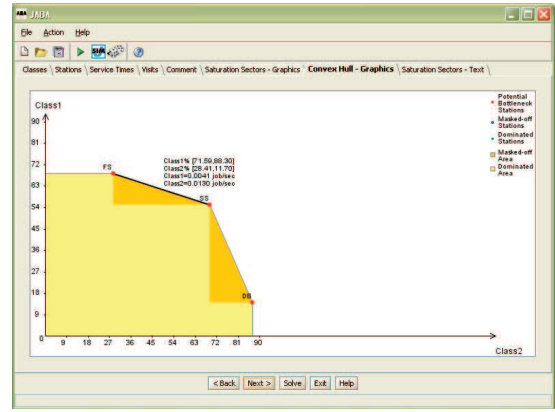 JABA
File Action Help
SIM
Classes \ Stations \ Service Times \ Visits \ Comment \ Saturation Sectors - Graphics \ Convex Hull - Graphics \ Saturation Sectors - Text \
Class1
90
81
72
63
54
45
36
27
18
9
0
9 18 27 36 45 54 63 72 81 90
Class2
FS
Class1% [71.59,88.30]
Class2% [28.41,11.70]
Class1=0.0041 job/sec
Class2=0.0130 job/sec
SS
DB
Potential
Bottleneck
Stations
Masked-off
Stations
Dominated
Stations
Masked-off
Area
Dominated
Area
< Back Next > Solve Exit Help